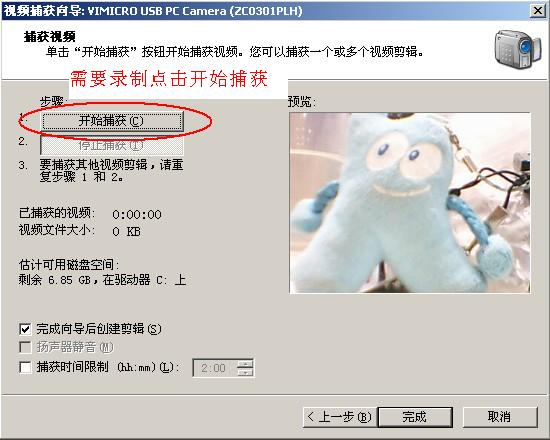 视频捕获向导: VIMICRO USB PC Camera (ZC0301PLH)
捕获视频
单击“开始捕获”按钮开始捕获视频。您可以捕获一个或多个视频剪辑。
需要录制点击开始捕获
步骤:
1. 开始捕获(C)
2. 停止捕获(T)
3. 要捕获其他视频剪辑,请重
复步骤 1 和 2。
预览:
已捕获的视频: 0:00:00
视频文件大小: 0 KB
估计可用磁盘空间:
剩余 6.85 GB,在驱动器 C: 上
完成向导后创建剪辑(S)
扬声器静音(M)
捕获时间限制 (hh:mm)(L): 2:00
< 上一步(B) 完成 取消